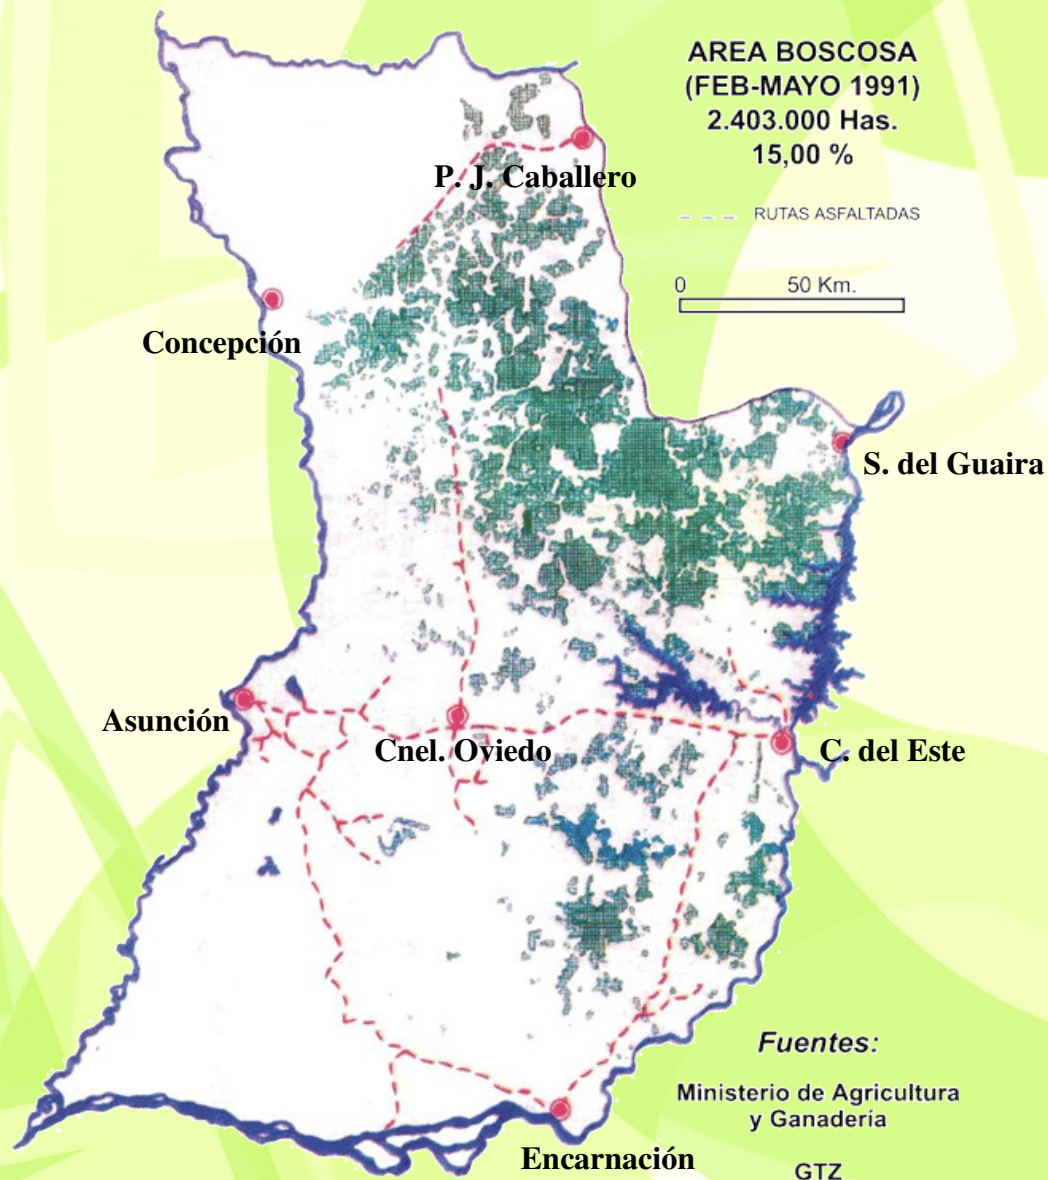 AREA BOSCOSA
(FEB-MAYO 1991)
2.403.000 Has.
15,00 %
P. J. Caballero
RUTAS ASFALTADAS
0 50 Km.
Concepción
S. del Guaira
Asunción
Cnel. Oviedo
C. del Este
Fuentes:
Ministerio de Agricultura
y Ganadería
Encarnación
GTZ